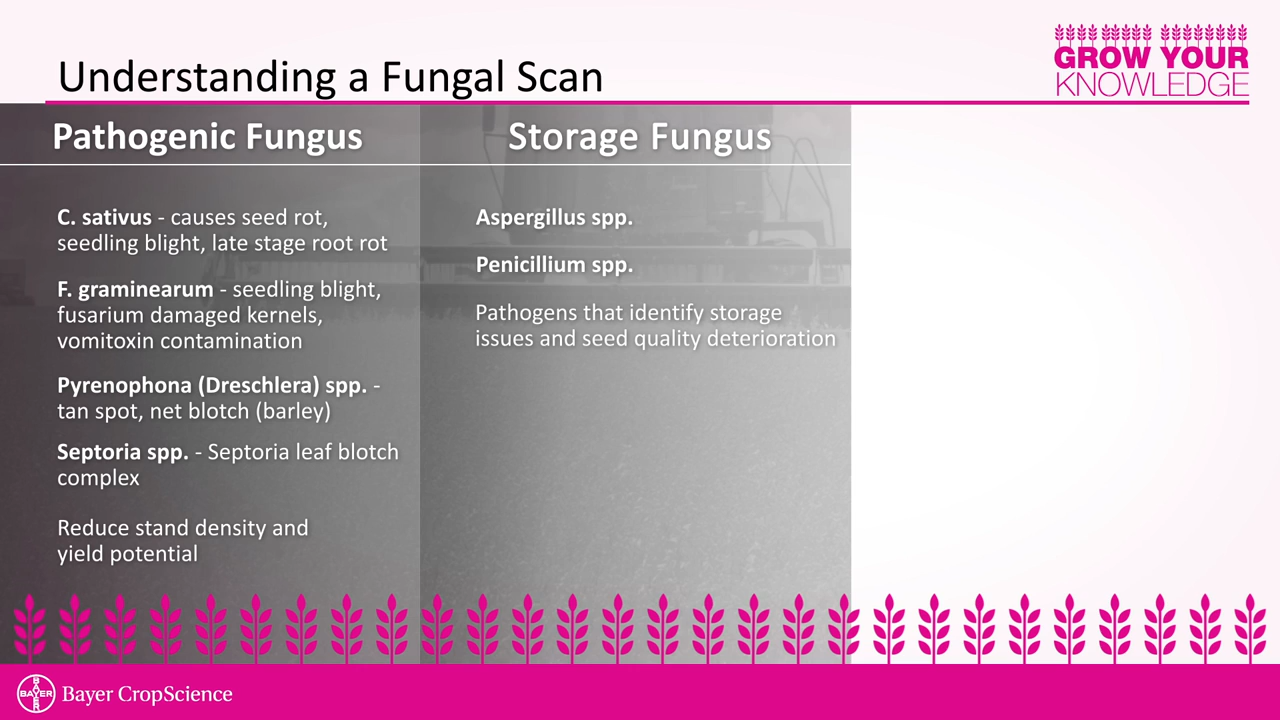 Understanding a Fungal Scan
GROW YOUR
KNOWLEDGE
Pathogenic Fungus
C. sativus - causes seed rot,
seedling blight, late stage root rot
F. graminearum - seedling blight,
fusarium damaged kernels,
vomitoxin contamination
Pyrenophona (Dreschlera) spp. -
tan spot, net blotch (barley)
Septoria spp. - Septoria leaf blotch
complex
Reduce stand density and
yield potential
Storage Fungus
Aspergillus spp.
Penicillium spp.
Pathogens that identify storage
issues and seed quality deterioration
BAYER
BAYER
Bayer CropScience